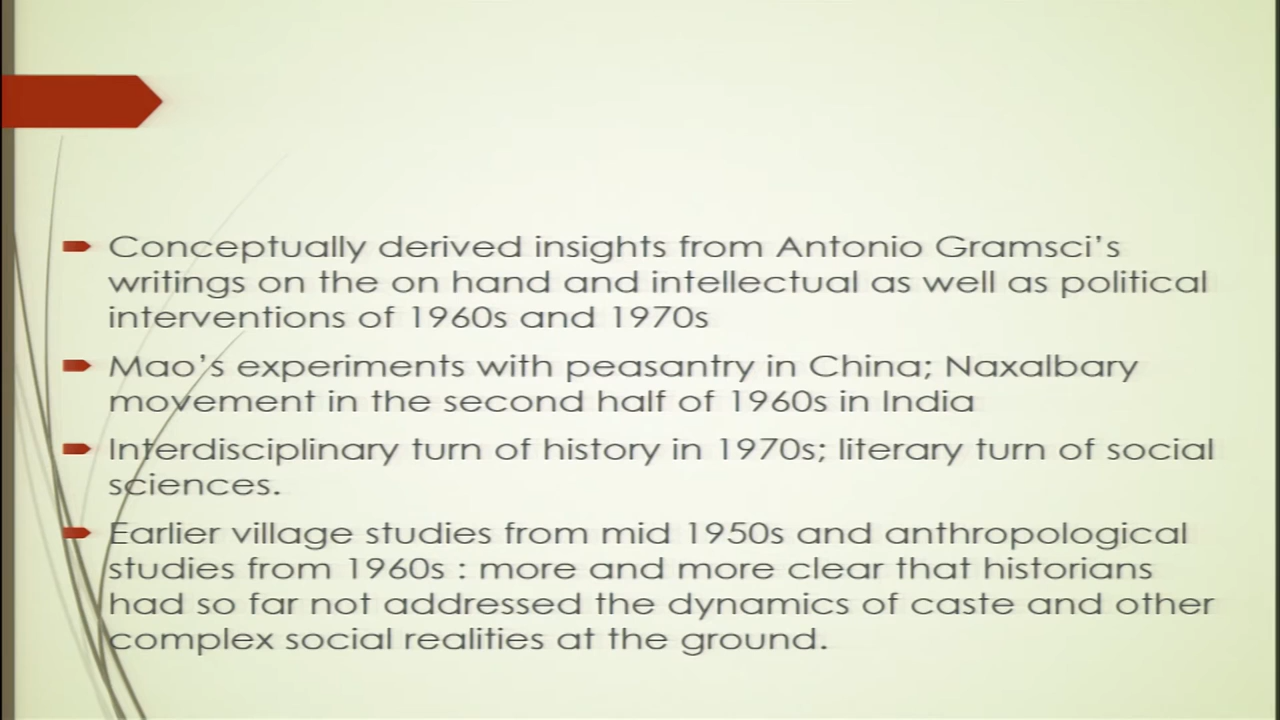 Conceptually derived insights from Antonio Gramsci's
writings on the on hand and intellectual as well as political
interventions of 1960s and 1970s
Mao's experiments with peasantry in China; Naxalbary
movement in the second half of 1960s in India
Interdisciplinary turn of history in 1970s; literary turn of social
sciences.
Earlier village studies from mid 1950s and anthropological
studies from 1960s : more and more clear that historians
had so far not addressed the dynamics of caste and other
complex social realities at the ground.